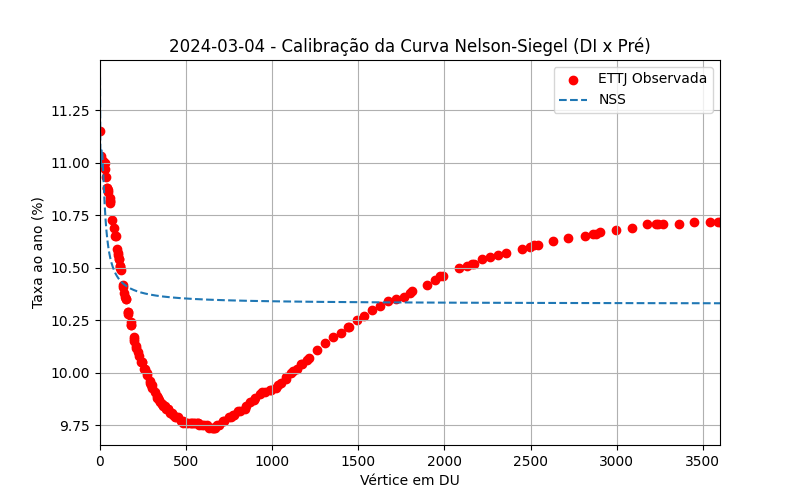 2024-03-04 - Calibração da Curva Nelson-Siegel (DI x Pré)
ETTJ Observada
NSS
Taxa ao ano (%)
11.25
11.00
10.75
10.50
10.25
10.00
9.75
0 500 1000 1500 2000 2500 3000 3500
Vértice em DU